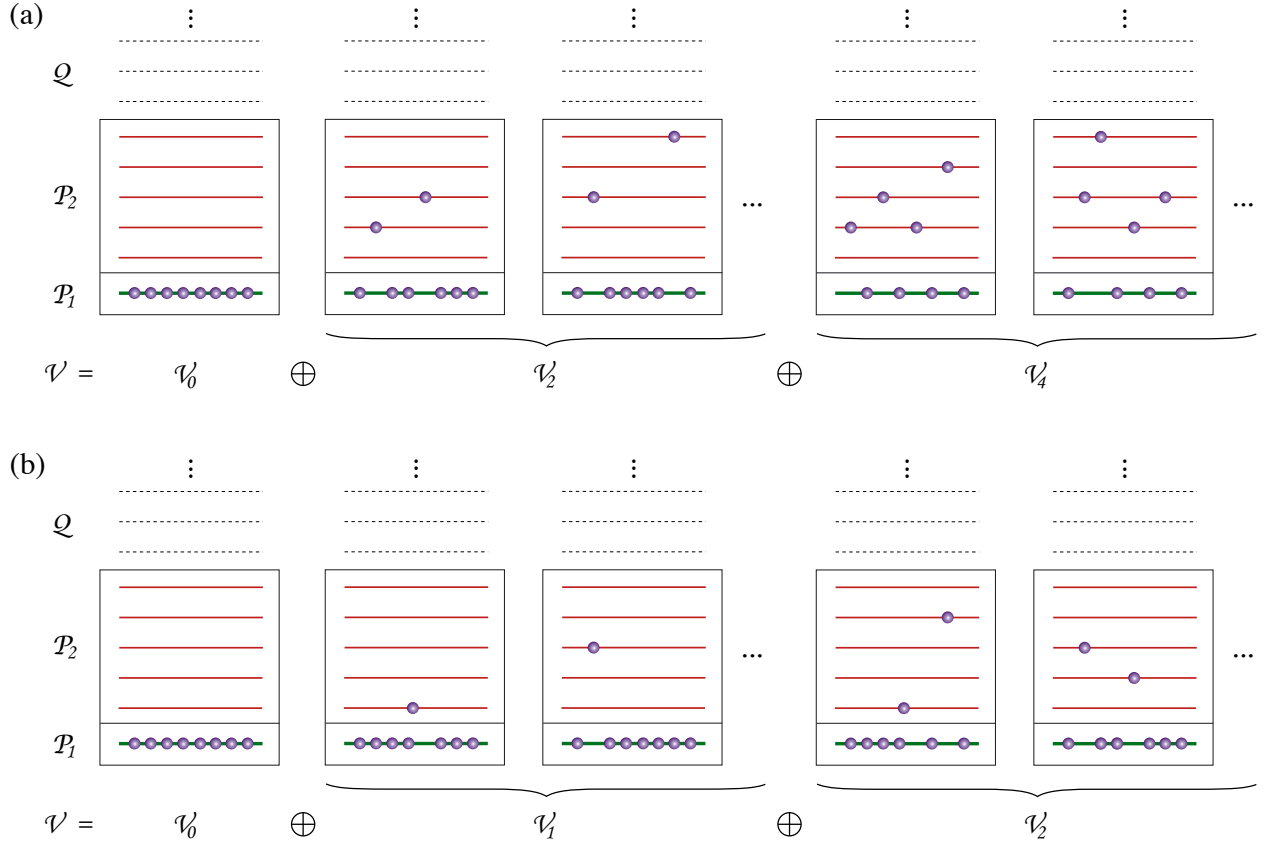 (a)
⋮ ⋮ ⋮ ⋮ ⋮
𝒬
𝒫₂ ... ...
𝒫₁
𝒱 = 𝒱₀ ⊕ 𝒱₂ ⊕ 𝒱₄
(b)
⋮ ⋮ ⋮ ⋮ ⋮
𝒬
𝒫₂ ... ...
𝒫₁
𝒱 = 𝒱₀ ⊕ 𝒱₁ ⊕ 𝒱₂